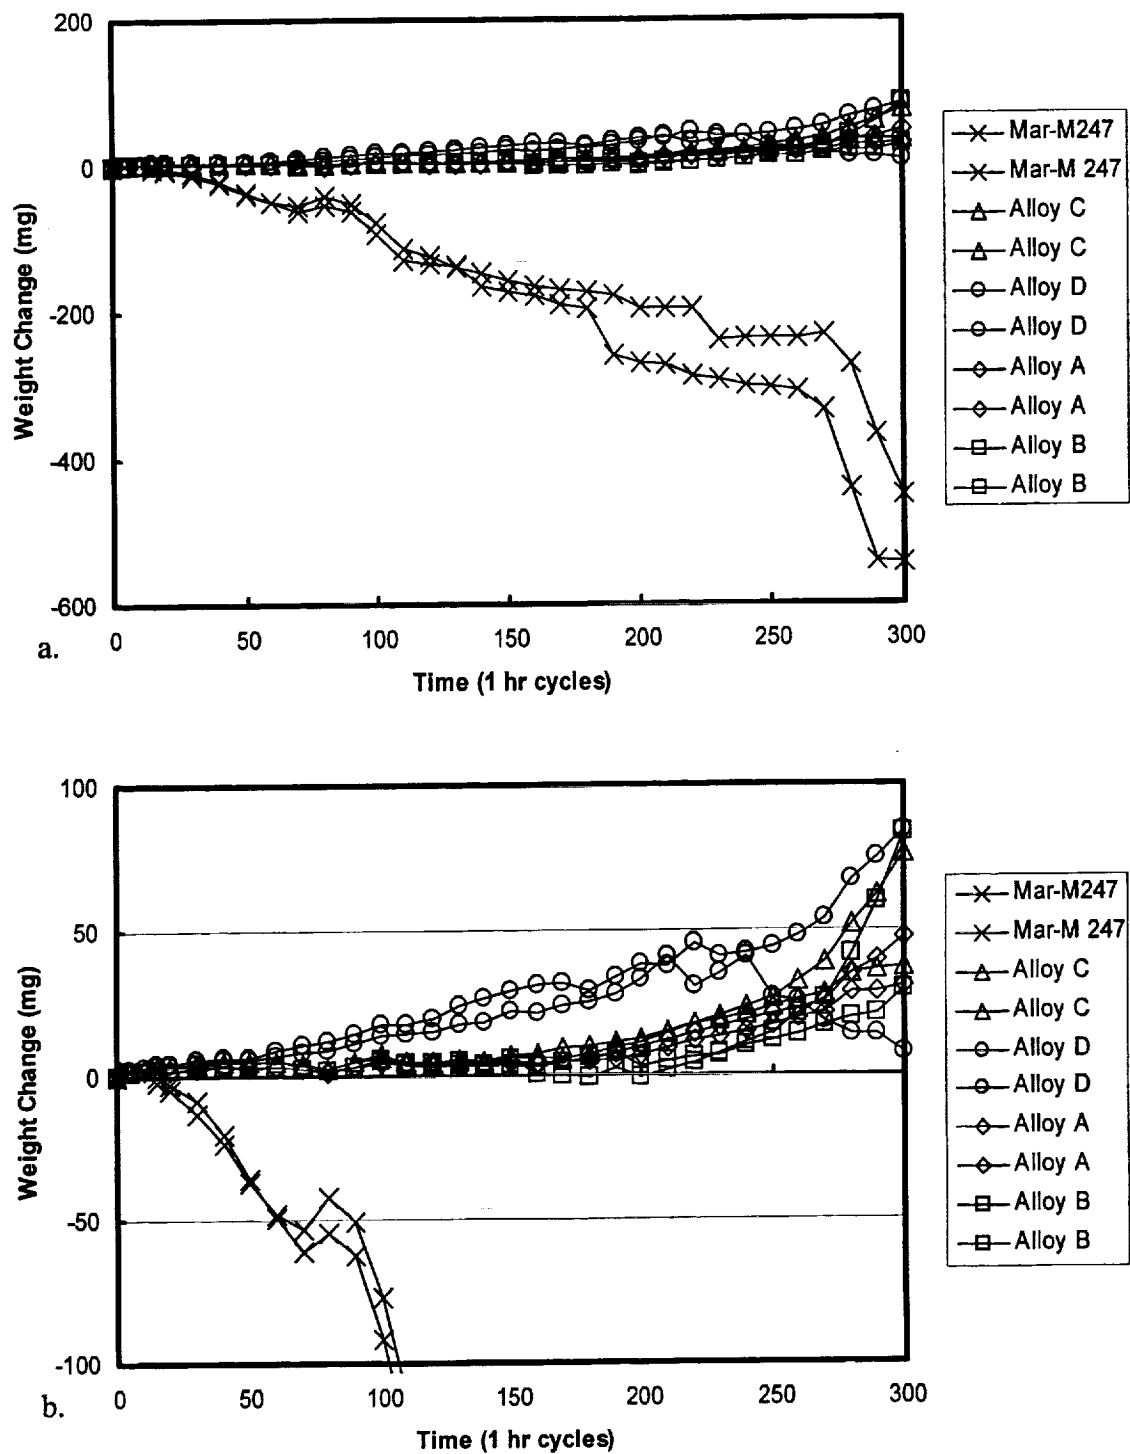 200
0
-200
-400
-600
Weight Change (mg)
0 50 100 150 200 250 300
Time (1 hr cycles)
a.
Mar-M247
Mar-M 247
Alloy C
Alloy C
Alloy D
Alloy D
Alloy A
Alloy A
Alloy B
Alloy B
100
50
0
-50
-100
Weight Change (mg)
0 50 100 150 200 250 300
Time (1 hr cycles)
b.
Mar-M247
Mar-M 247
Alloy C
Alloy C
Alloy D
Alloy D
Alloy A
Alloy A
Alloy B
Alloy B